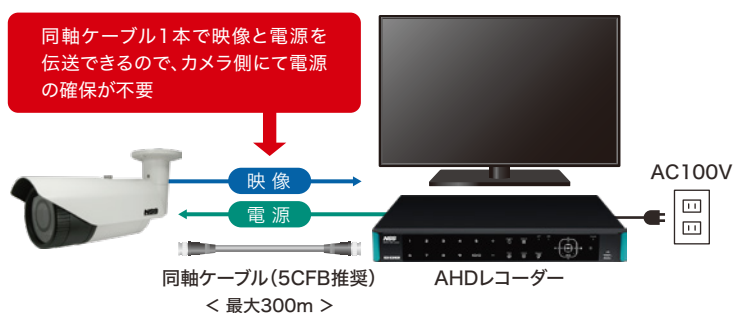 同軸ケーブル1本で映像と電源を
伝送できるので、カメラ側にて電源
の確保が不要
映像
電源
AC100V
NSS
同軸ケーブル(5CFB推奨)
AHDレコーダー
< 最大300m >